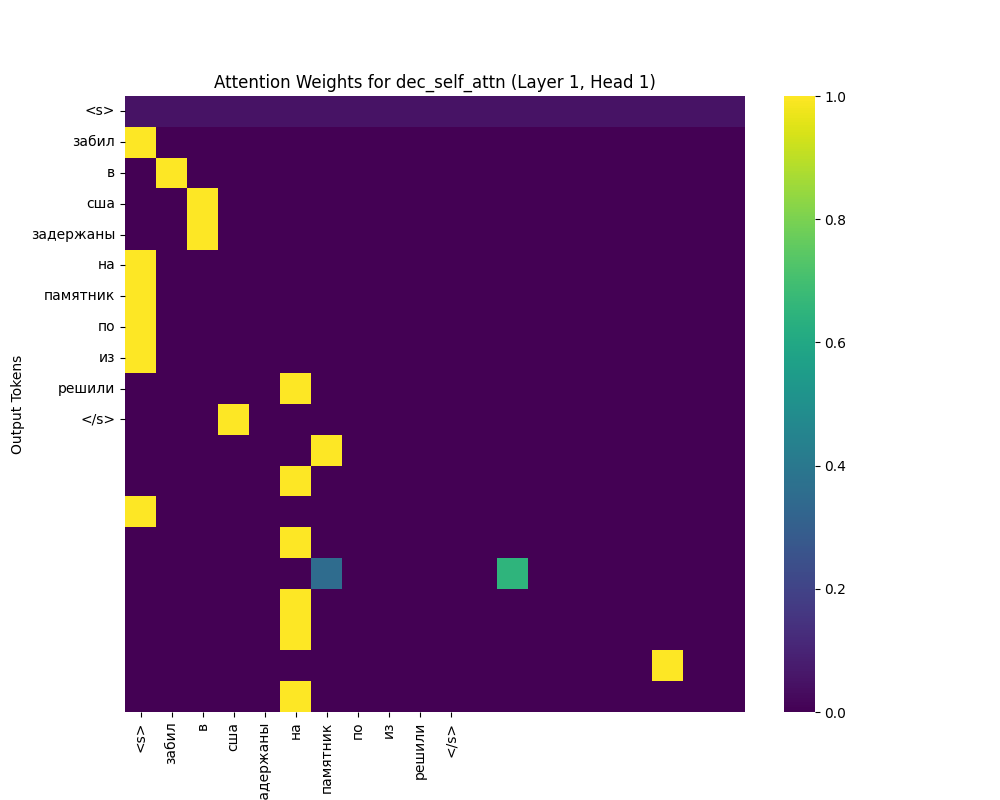 Attention Weights for dec_self_attn (Layer 1, Head 1)
Output Tokens
<s>
забил
в
сша
задержаны
на
памятник
по
из
решили
</s>
<s>
забил
в
сша
адержаны
на
памятник
по
из
решили
</s>
1.0
0.8
0.6
0.4
0.2
0.0